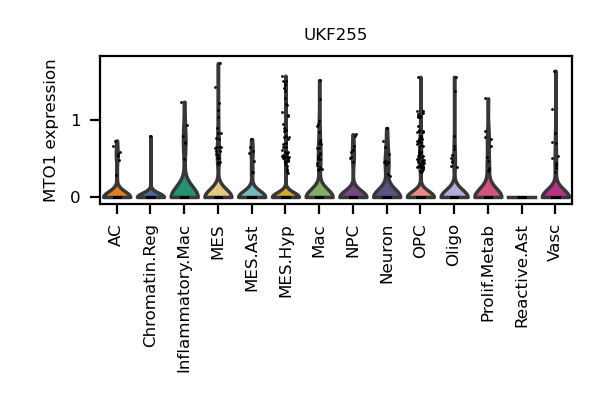 UKF255
MTO1 expression
1
0
AC
Chromatin.Reg
Inflammatory.Mac
MES
MES.Ast
MES.Hyp
Mac
NPC
Neuron
OPC
Oligo
Prolif.Metab
Reactive.Ast
Vasc